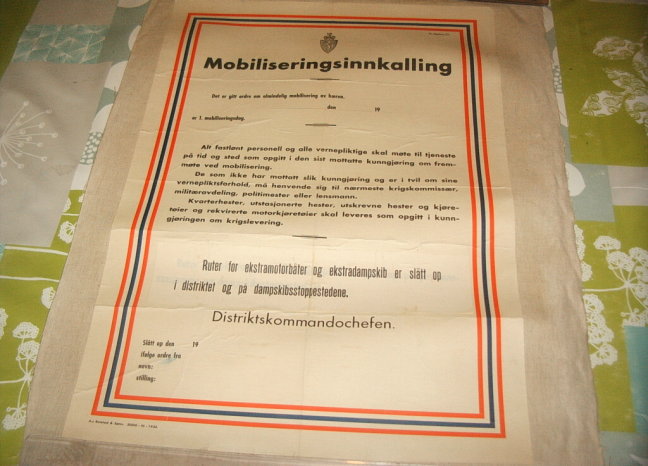 Mobiliseringsinnkalling
Det er gitt ordre om almindelig mobilisering av hæren.
den 19
er 1. mobiliseringsdag.
Alt fastlønt personell og alle vernepliktige skal møte til tjeneste
på tid og sted som opgitt i den sist mottatte kunngjøring om frem-
møte ved mobilisering.
De som ikke har mottatt slik kunngjøring og er i tvil om sine
vernepliktsforhold, må henvende sig til nærmeste krigskommissær,
militæravdeling, politimester eller lensmann.
Kvarterhester, utstasjonerte hester, utskrevne hester og kjøre-
tøier og rekvirerte motorkjøretøier skal leveres som opgitt i kunn-
gjøringen om krigslevering.
Ruter for ekstramotorbåter og ekstradampskib er slått op
i distriktet og på dampskibsstoppestedene.
Distriktskommandochefen.
Slått op den 19
ifølge ordre fra
navn:
stilling: